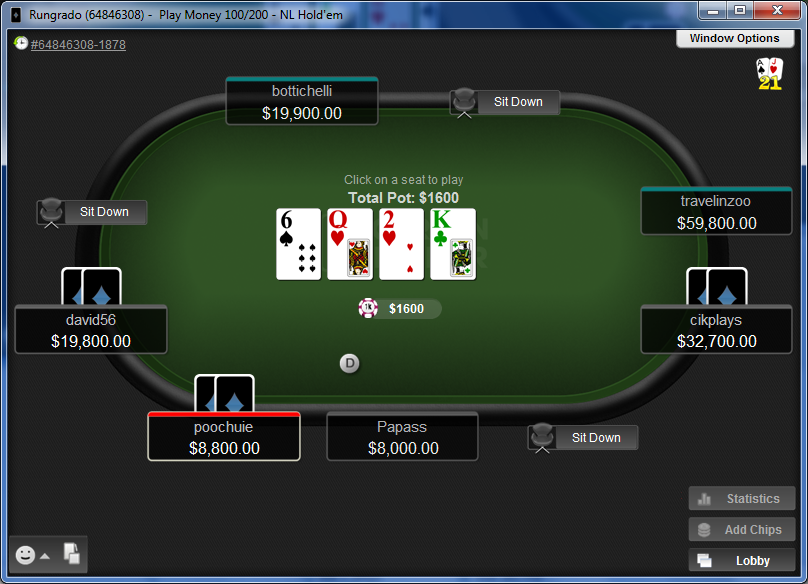 Rungrado (64846308) - Play Money 100/200 - NL Hold'em
#64846308-1878
Window Options
A J
21
bottichelli
$19,900.00
Sit Down
Click on a seat to play
Total Pot: $1600
Sit Down
travelinzoo
$59,800.00
6 Q 2 K
$1600
david56
$19,800.00
cikplays
$32,700.00
D
poochuie
$8,800.00
Papass
$8,000.00
Sit Down
Statistics
Add Chips
Lobby